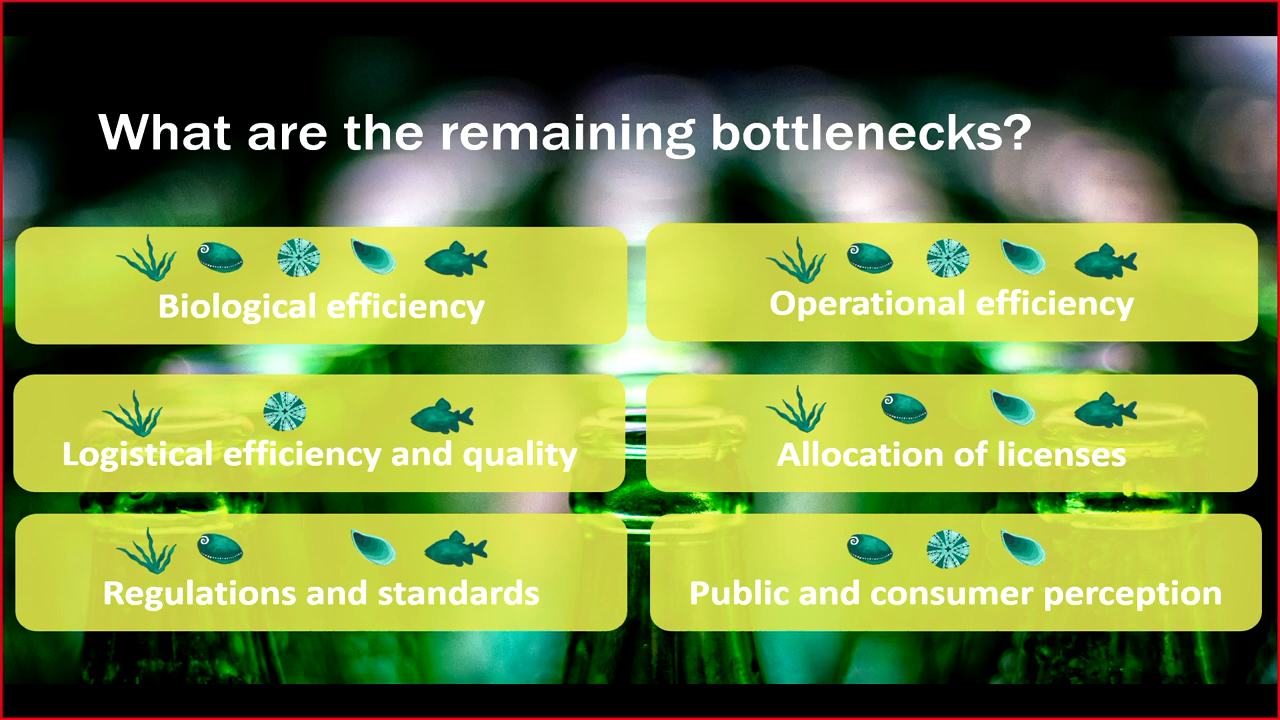 What are the remaining bottlenecks?
Biological efficiency
Operational efficiency
Logistical efficiency and quality
Allocation of licenses
Regulations and standards
Public and consumer perception